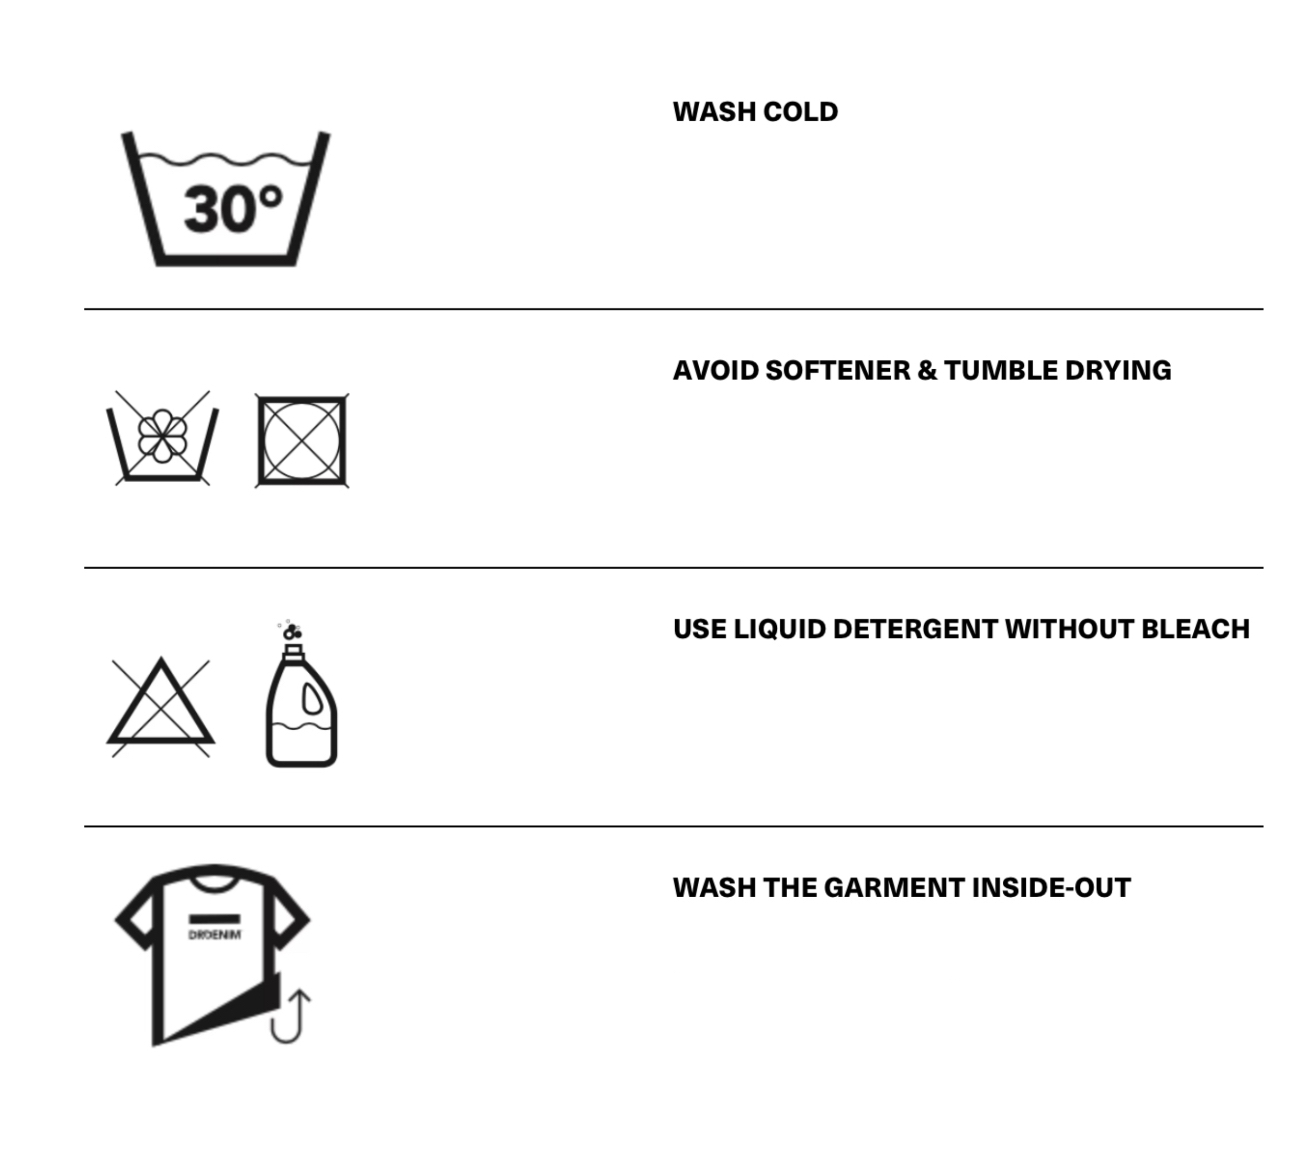 WASH COLD
30°
AVOID SOFTENER & TUMBLE DRYING
USE LIQUID DETERGENT WITHOUT BLEACH
WASH THE GARMENT INSIDE-OUT
DRDENIM